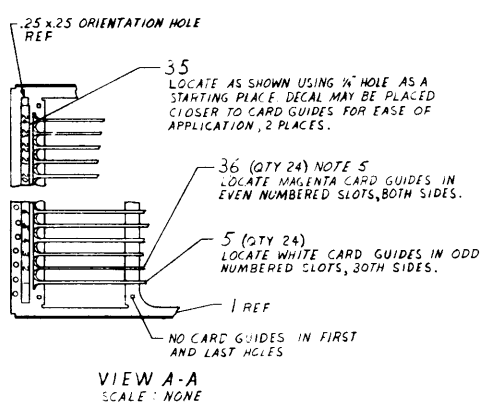 .25 x .25 ORIENTATION HOLE
REF
35
LOCATE AS SHOWN USING ¼" HOLE AS A
STARTING PLACE. DECAL MAY BE PLACED
CLOSER TO CARD GUIDES FOR EASE OF
APPLICATION, 2 PLACES.
36 (QTY 24) NOTE 5
LOCATE MAGENTA CARD GUIDES IN
EVEN NUMBERED SLOTS, BOTH SIDES.
5 (QTY 24)
LOCATE WHITE CARD GUIDES IN ODD
NUMBERED SLOTS, BOTH SIDES.
1 REF
NO CARD GUIDES IN FIRST
AND LAST HOLES
VIEW A-A
SCALE : NONE